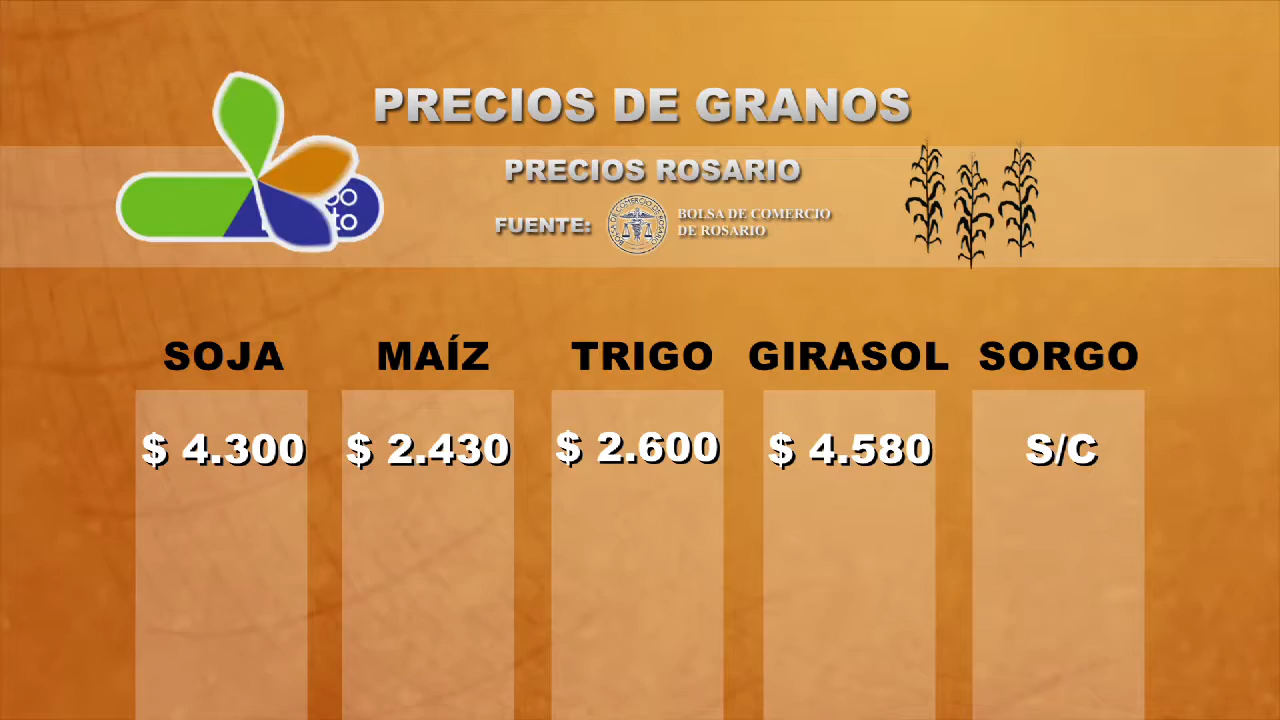 PRECIOS DE GRANOS
PRECIOS ROSARIO
FUENTE:
BOLSA DE COMERCIO
DE ROSARIO
SOJA MAÍZ TRIGO GIRASOL SORGO
$ 4.300 $ 2.430 $ 2.600 $ 4.580 S/C